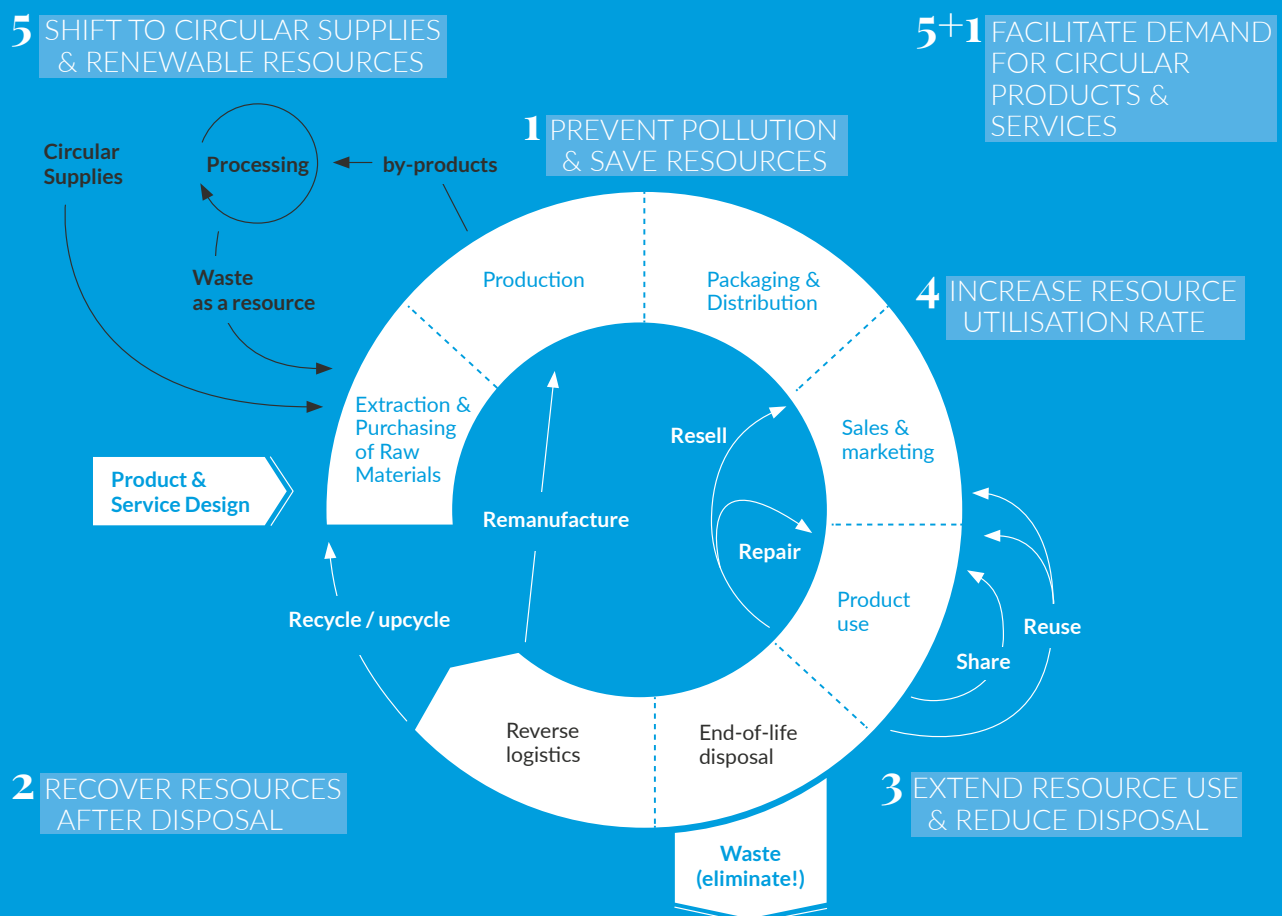 5 SHIFT TO CIRCULAR SUPPLIES
& RENEWABLE RESOURCES
5+1 FACILITATE DEMAND
FOR CIRCULAR
PRODUCTS &
SERVICES
1 PREVENT POLLUTION
& SAVE RESOURCES
Circular
Supplies
Processing
by-products
Waste
as a resource
Production
Packaging &
Distribution
4 INCREASE RESOURCE
UTILISATION RATE
Extraction &
Purchasing
of Raw
Materials
Resell
Sales &
marketing
Product &
Service Design
Remanufacture
Repair
Product
use
Recycle / upcycle
Reuse
Share
Reverse
logistics
End-of-life
disposal
2 RECOVER RESOURCES
AFTER DISPOSAL
3 EXTEND RESOURCE USE
& REDUCE DISPOSAL
Waste
(eliminate!)